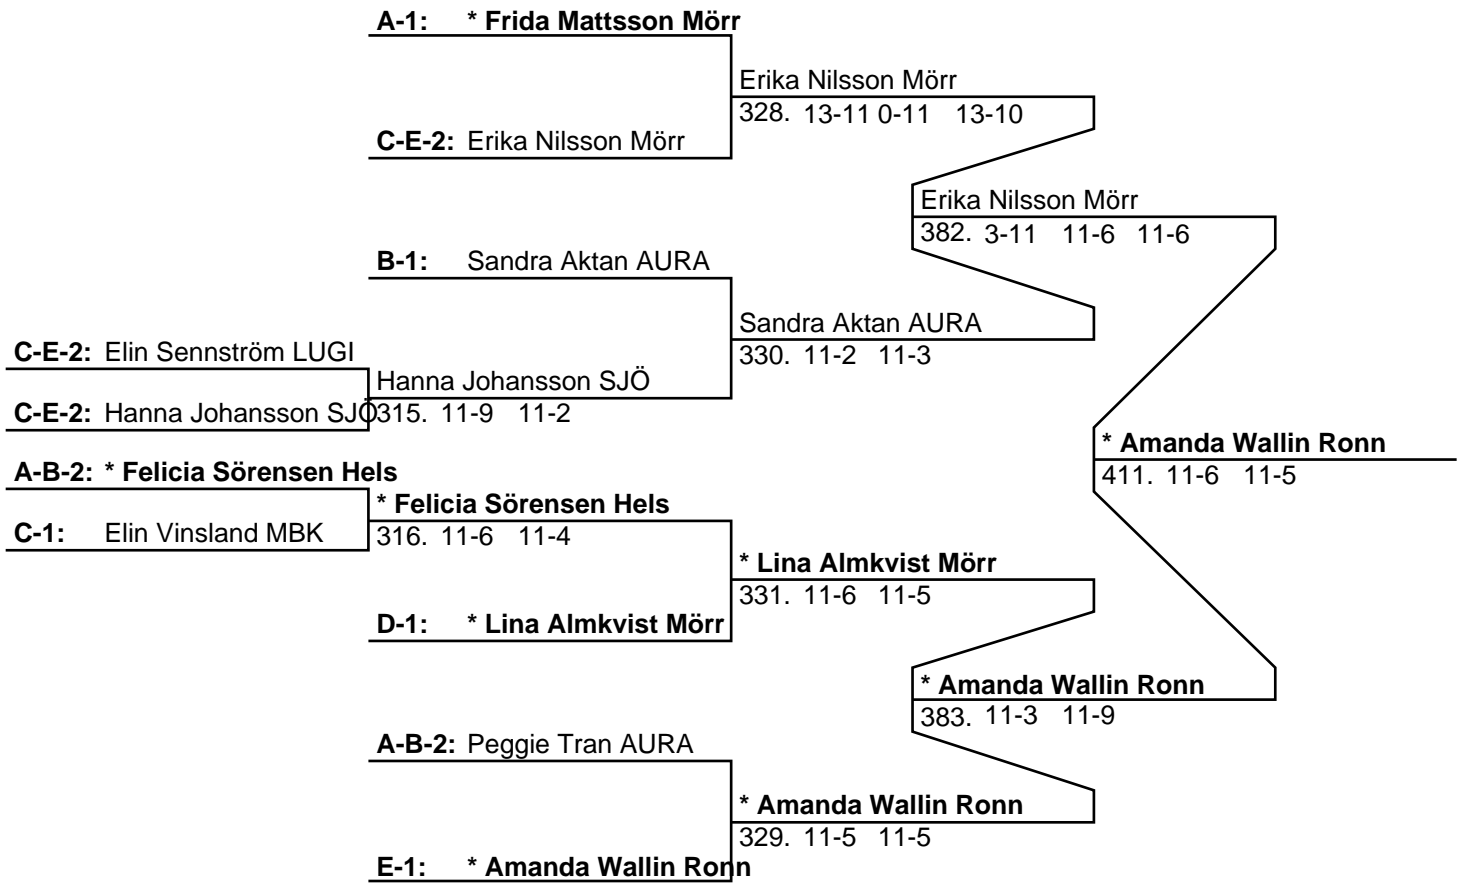 A-1: * Frida Mattsson Mörr
Erika Nilsson Mörr
328. 13-11 0-11 13-10
C-E-2: Erika Nilsson Mörr
Erika Nilsson Mörr
382. 3-11 11-6 11-6
B-1: Sandra Aktan AURA
Sandra Aktan AURA
330. 11-2 11-3
C-E-2: Elin Sennström LUGI
Hanna Johansson SJÖ
C-E-2: Hanna Johansson SJÖ
315. 11-9 11-2
* Amanda Wallin Ronn
411. 11-6 11-5
A-B-2: * Felicia Sörensen Hels
* Felicia Sörensen Hels
C-1: Elin Vinsland MBK
316. 11-6 11-4
* Lina Almkvist Mörr
331. 11-6 11-5
D-1: * Lina Almkvist Mörr
* Amanda Wallin Ronn
383. 11-3 11-9
A-B-2: Peggie Tran AURA
* Amanda Wallin Ronn
329. 11-5 11-5
E-1: * Amanda Wallin Ronn